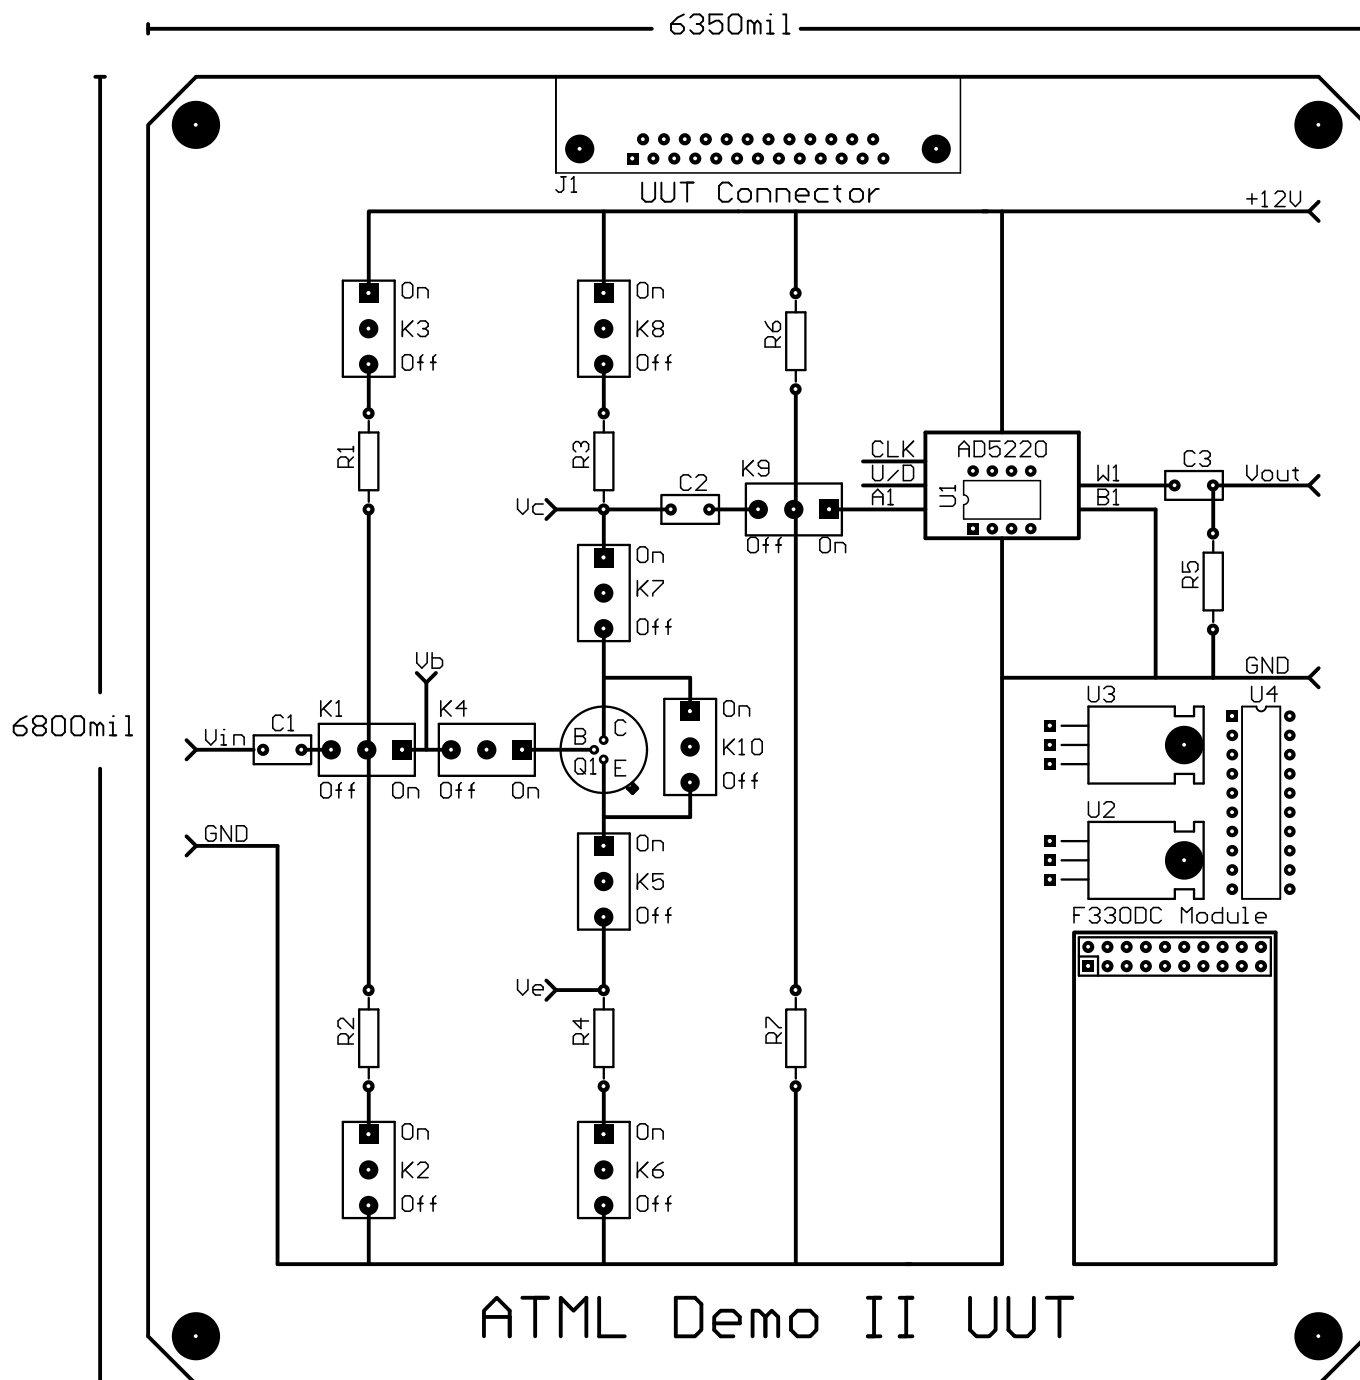 6350mil
J1
UUT Connector
+12V
On
K3
Off
On
K8
Off
R6
R1
R3
CLK
U/D
A1
AD5220
U1
W1
B1
C3
Vout
C2
K9
Vc
Off On
On
K7
Off
R5
GND
Vb
U3
U4
6800mil
Vin
C1
K1
K4
Off On
Off On
B
C
Q1
E
On
K10
Off
GND
U2
On
K5
Off
F330DC Module
Ve
R2
R4
R7
On
K2
Off
On
K6
Off
ATML Demo II UUT